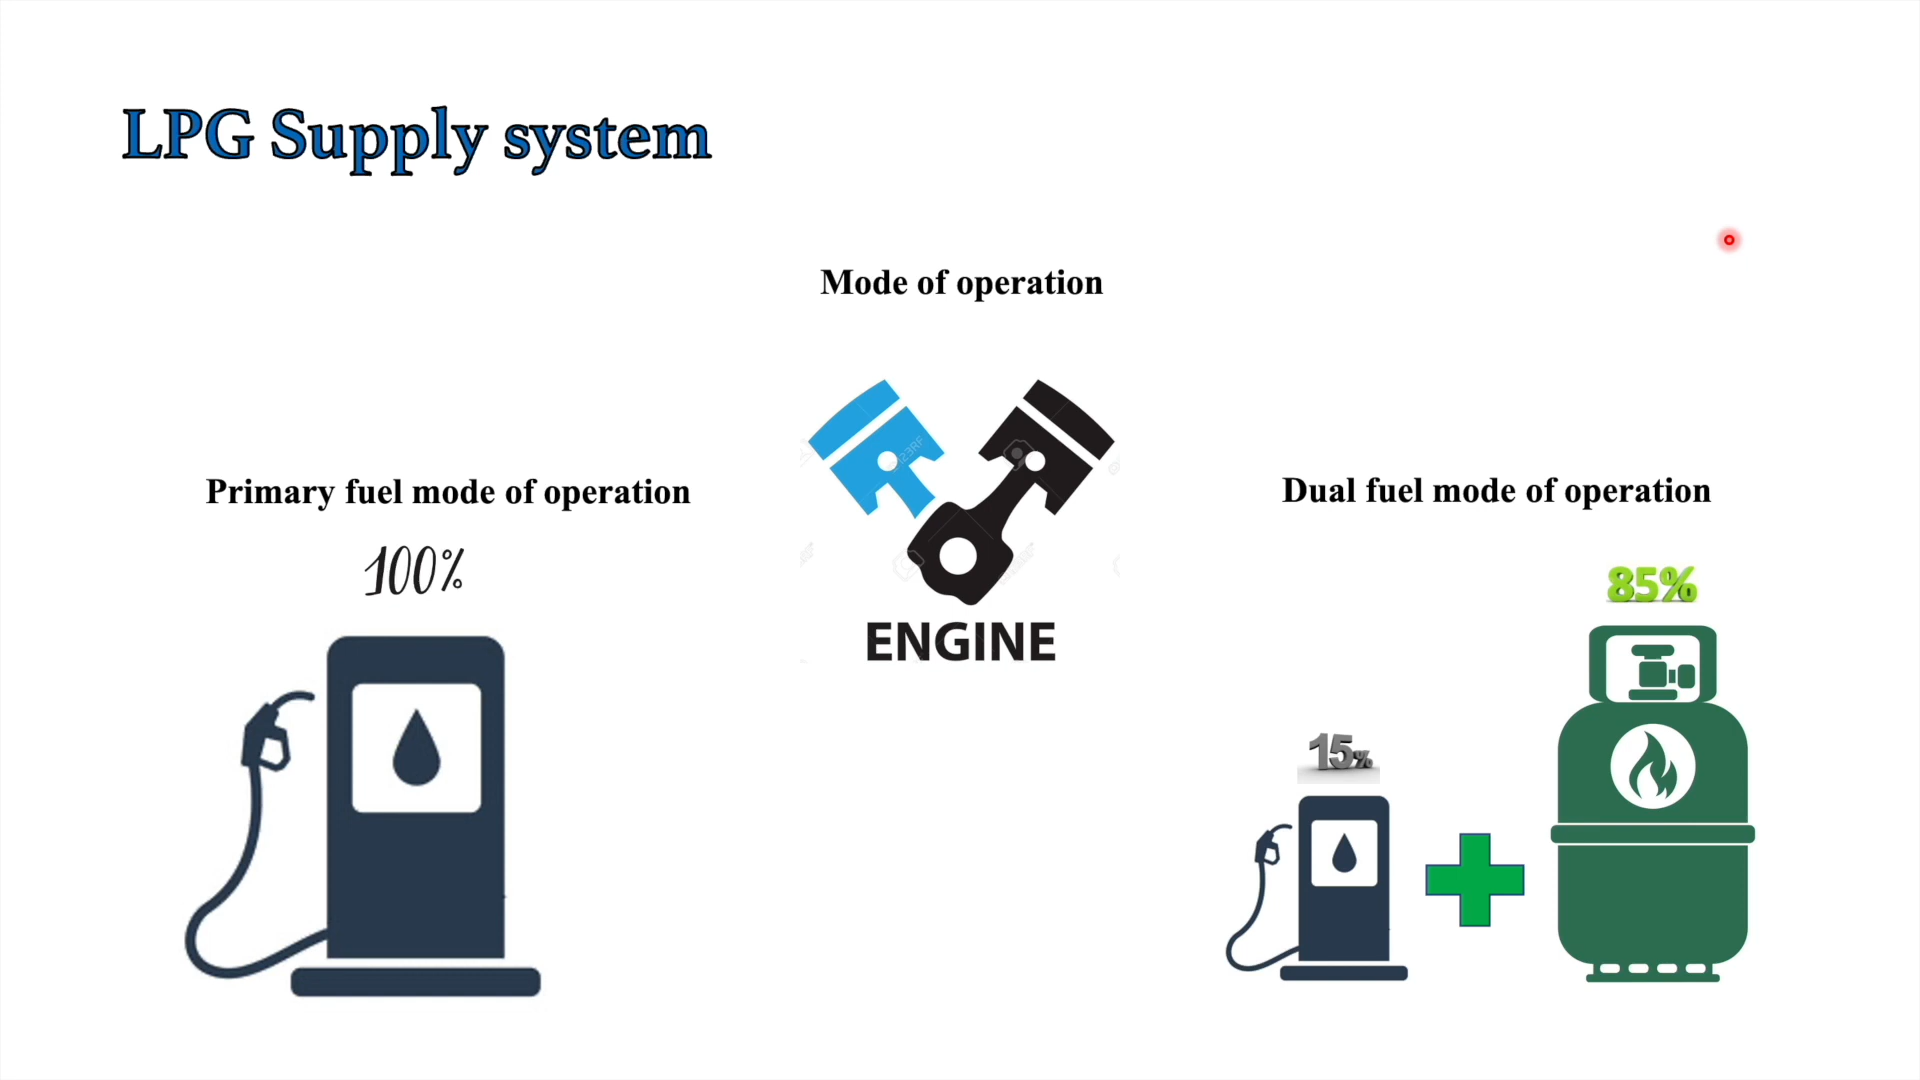 LPG Supply system
Mode of operation
Primary fuel mode of operation
Dual fuel mode of operation
100%
85%
ENGINE
15%